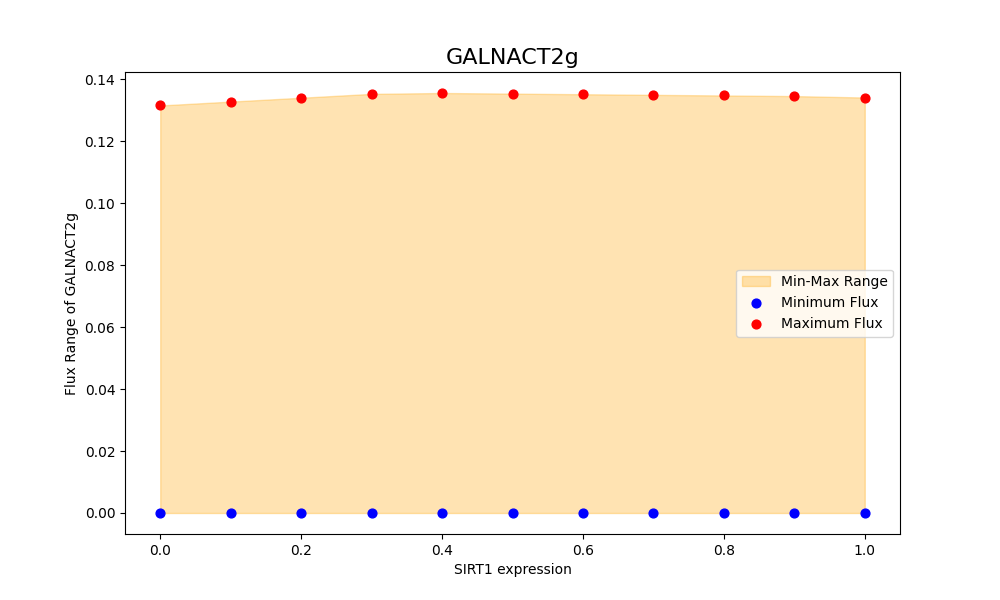 GALNACT2g
Flux Range of GALNACT2g
0.14
0.12
0.10
0.08
0.06
0.04
0.02
0.00
Min-Max Range
Minimum Flux
Maximum Flux
0.0 0.2 0.4 0.6 0.8 1.0
SIRT1 expression